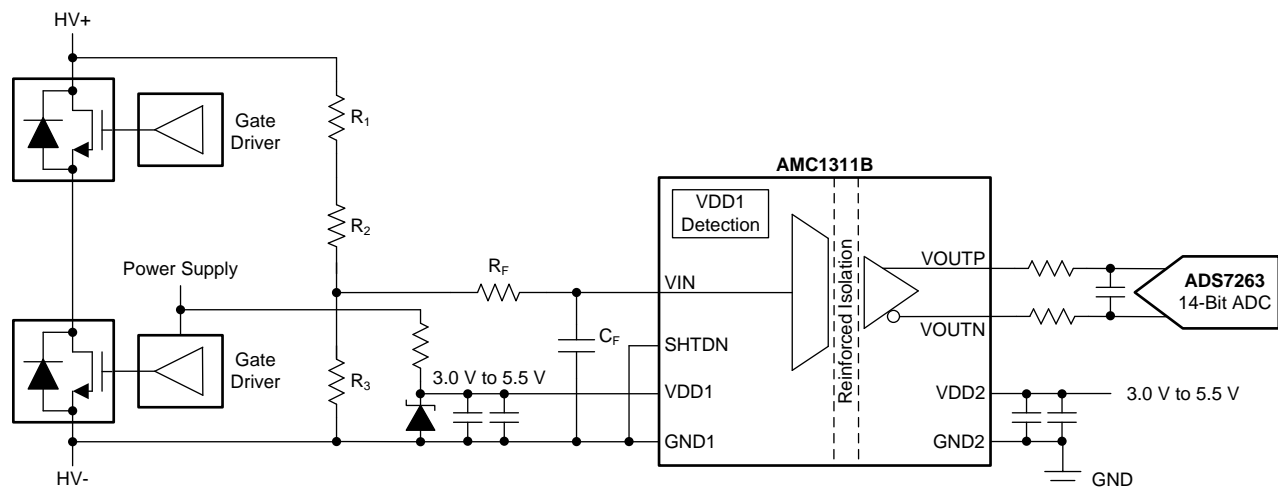 HV+
Gate
Driver
R1
R2
Power Supply
Gate
Driver
R3
HV-
RF
CF
3.0 V to 5.5 V
AMC1311B
VDD1
Detection
Reinforced Isolation
VIN
SHTDN
VDD1
GND1
VOUTP
VOUTN
VDD2
GND2
ADS7263
14-Bit ADC
3.0 V to 5.5 V
GND